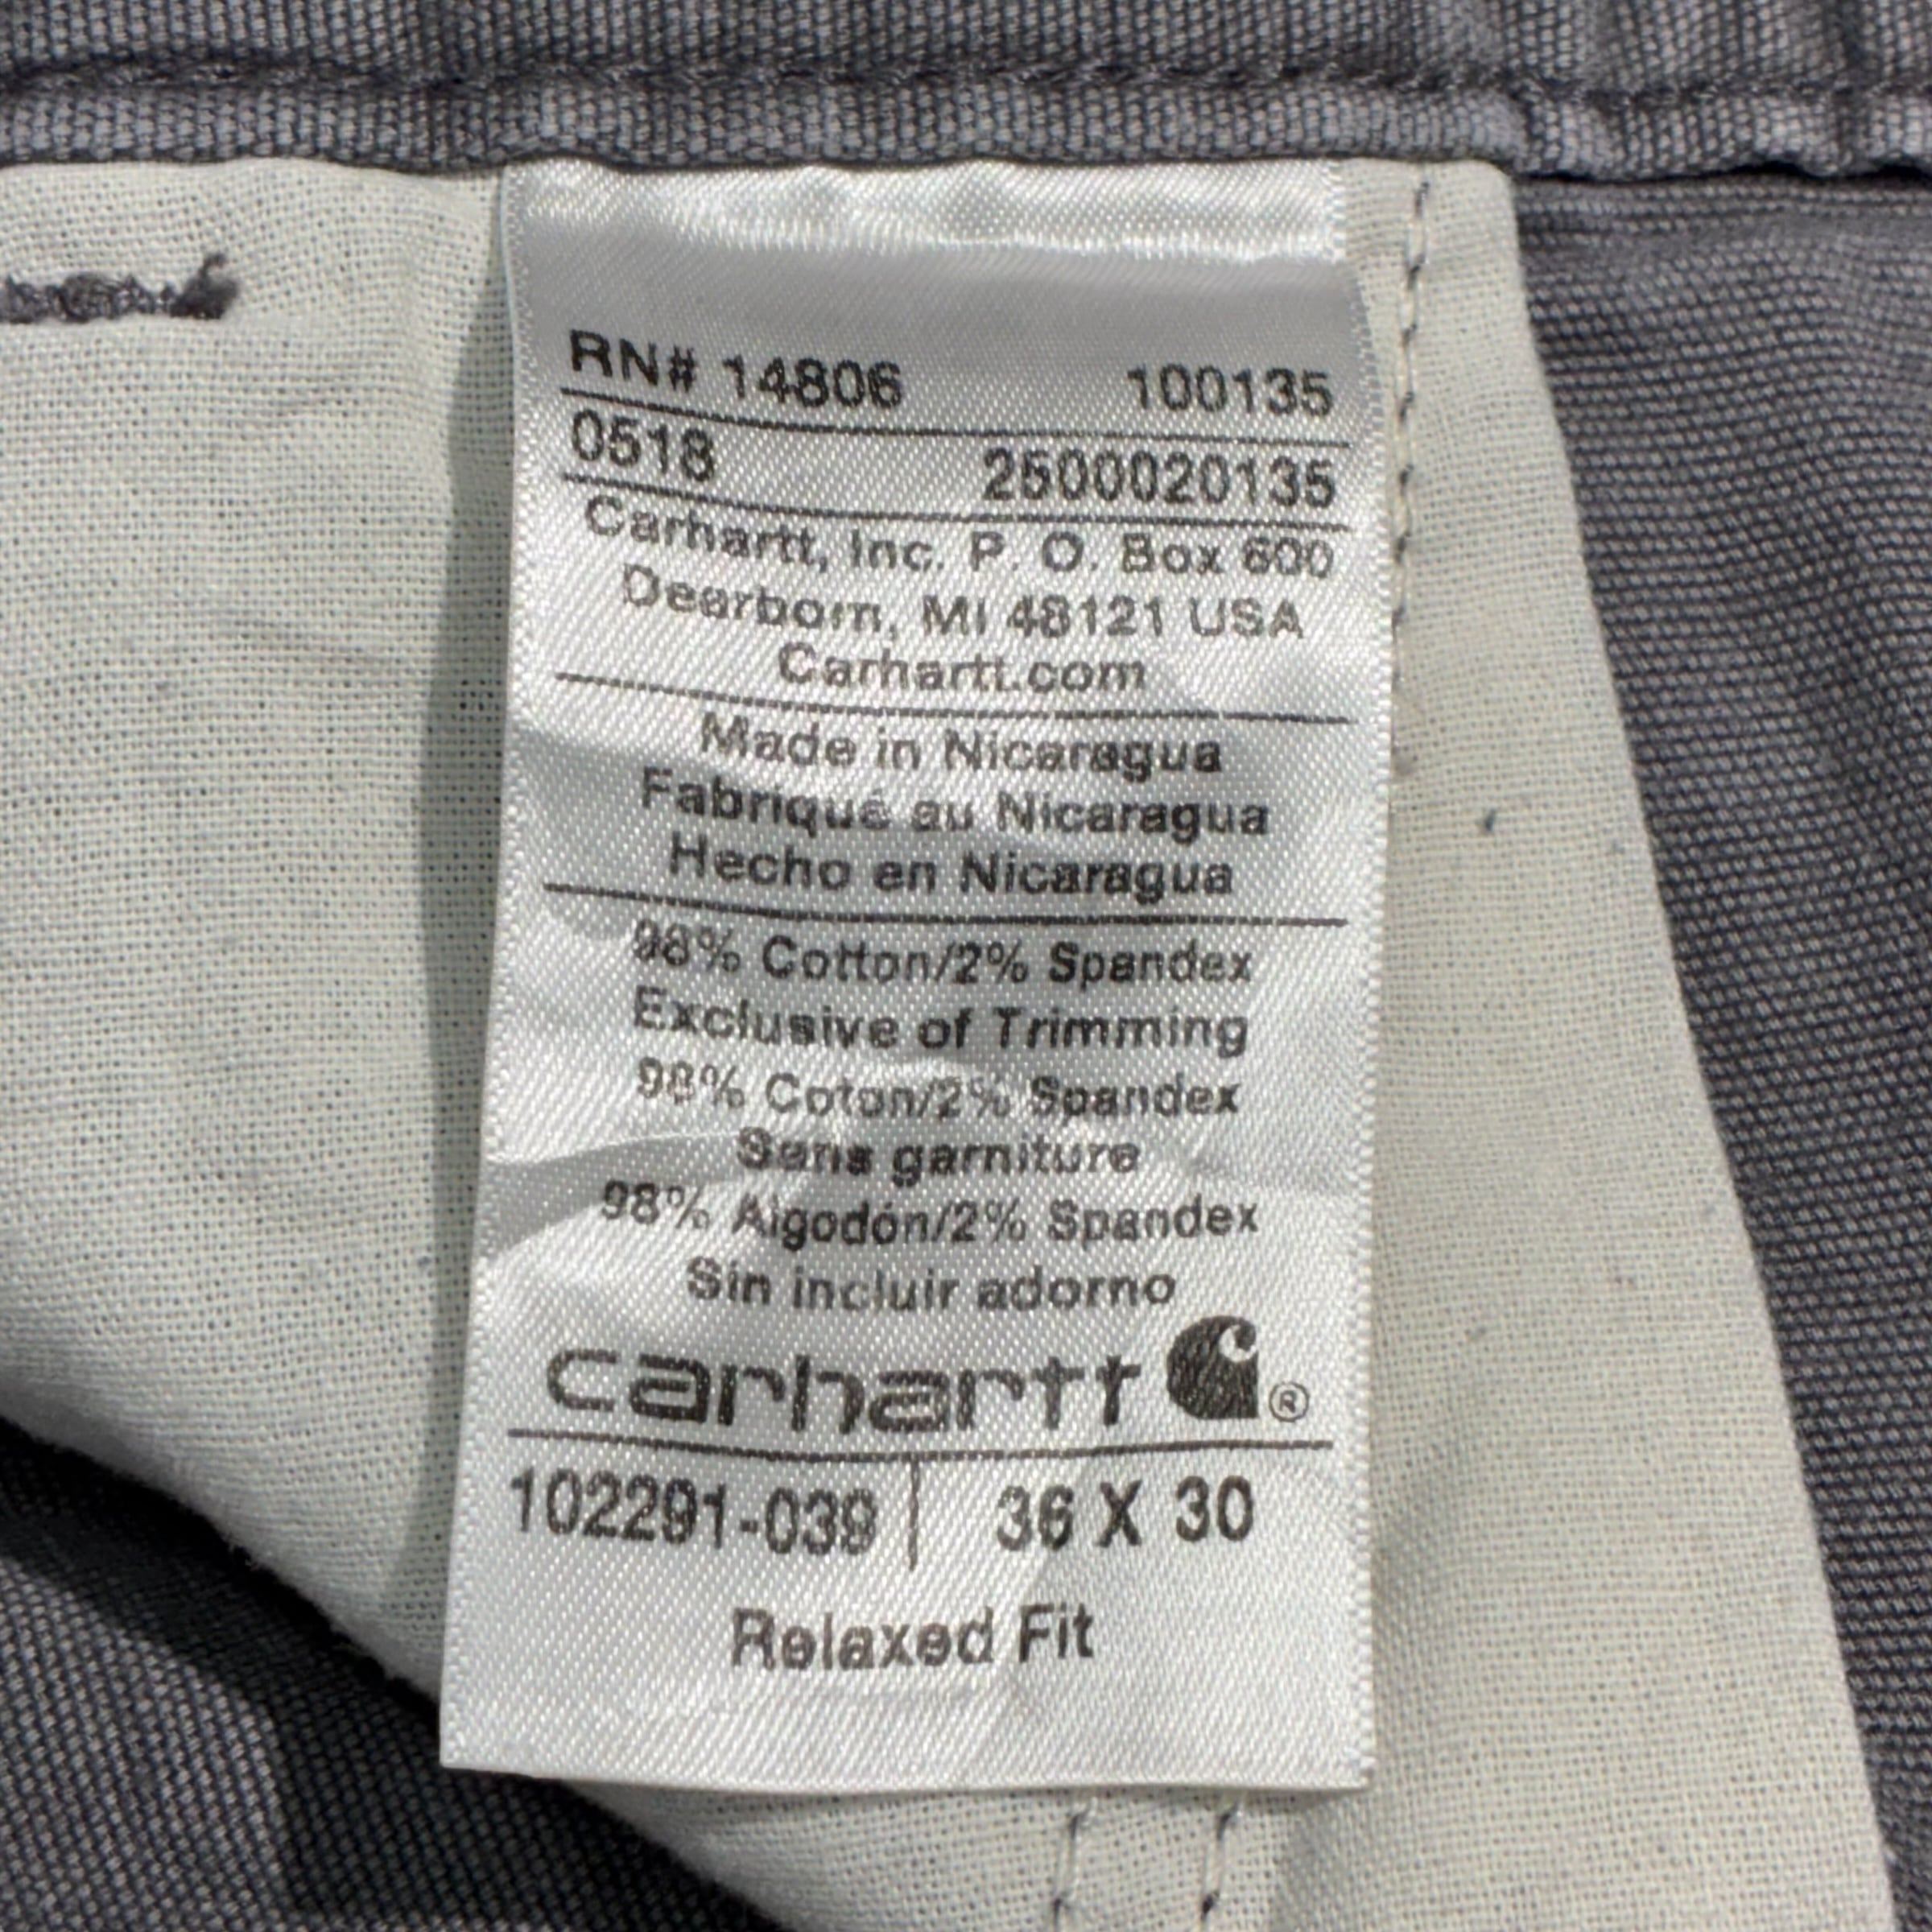 RN# 14806 100135
0518 2500020135
Carhartt, Inc. P. O. Box 600
Dearborn, MI 48121 USA
Carhartt.com
Made in Nicaragua
Fabriqué au Nicaragua
Hecho en Nicaragua
98% Cotton/2% Spandex
Exclusive of Trimming
98% Coton/2% Spandex
Sans garniture
98% Algodón/2% Spandex
Sin incluir adorno
carhartt ®
102291-039 | 36 X 30
Relaxed Fit